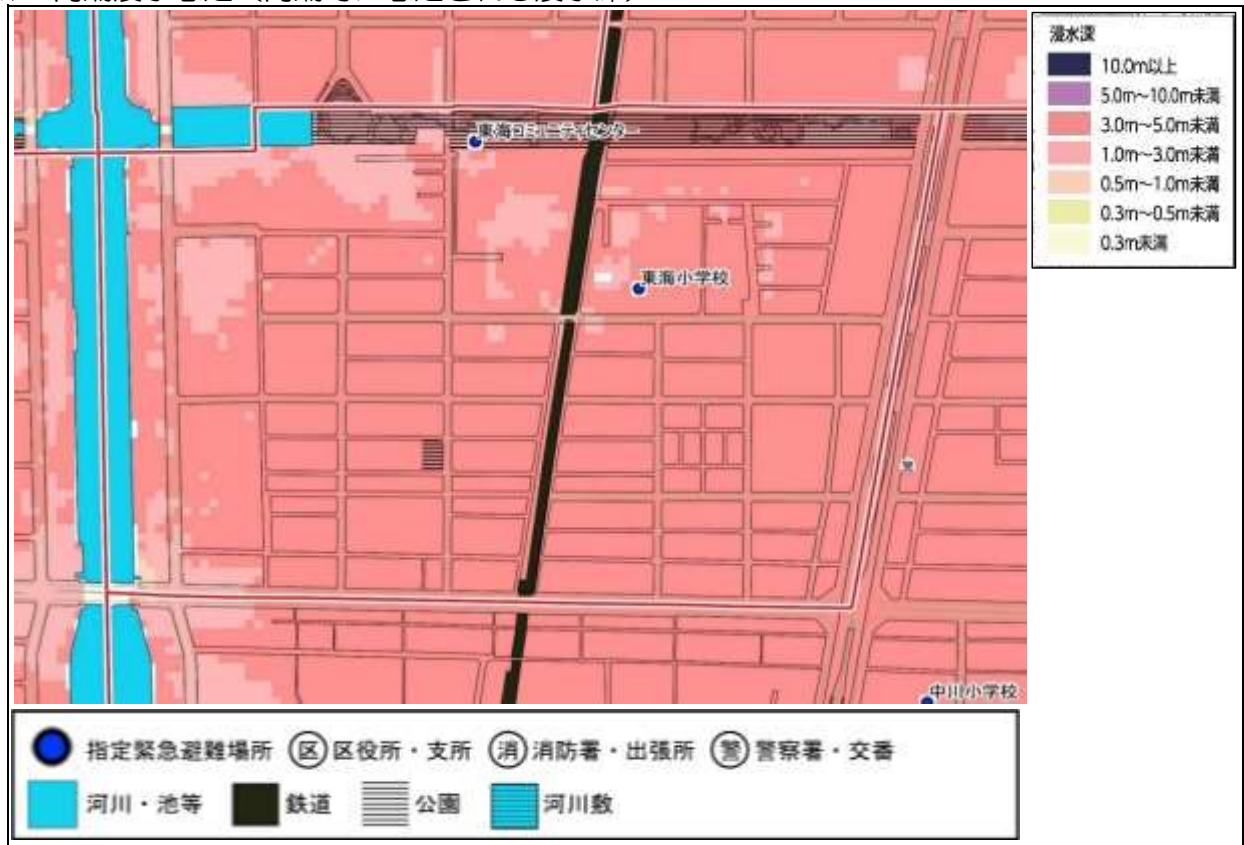 浸水深
10.0m以上
5.0m～10.0m未満
3.0m～5.0m未満
1.0m～3.0m未満
0.5m～1.0m未満
0.3m～0.5m未満
0.3m未満
東海コミュニティセンター
東海小学校
中川小学校
指定緊急避難場所 区 区役所・支所 消 消防署・出張所 警 警察署・交番
河川・池等 鉄道 公園 河川敷